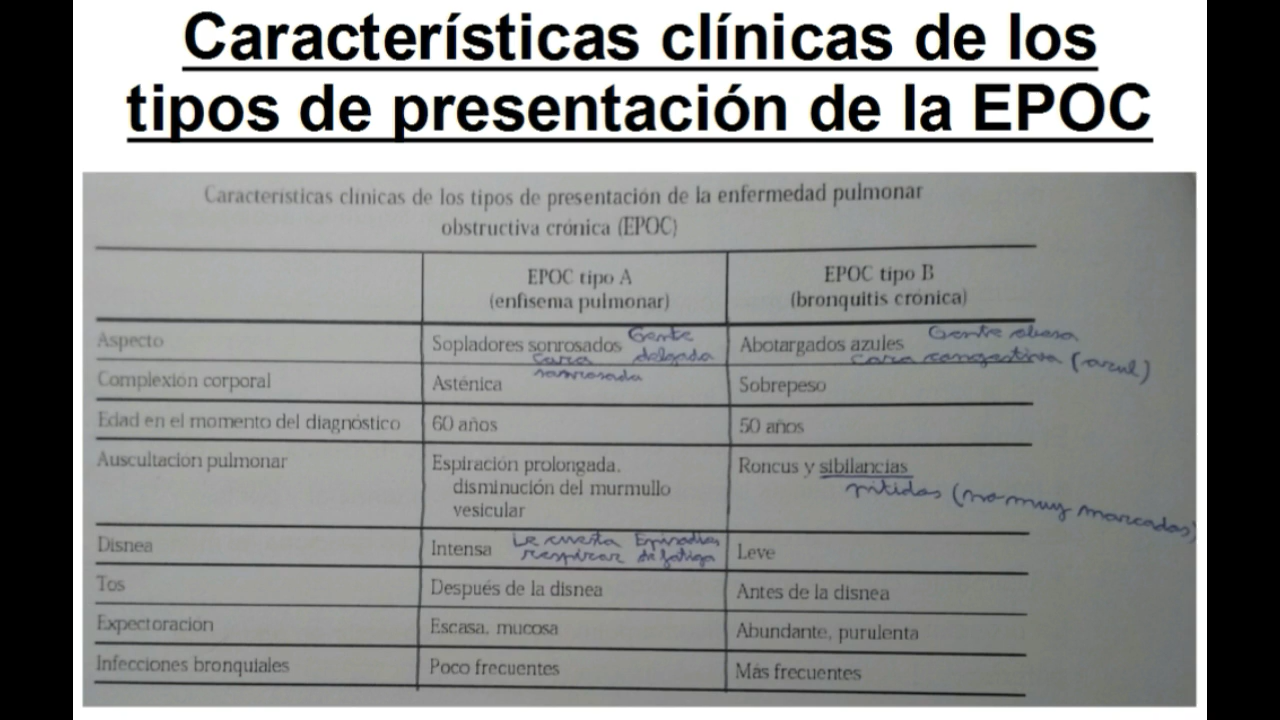 Características clínicas de los
tipos de presentación de la EPOC
Caracteristicas clinicas de los tipos de presentación de la enfermedad pulmonar
obstructiva crónica (EPOC)
EPOC tipo A
(enfisema pulmonar)
EPOC tipo B
(bronquitis crónica)
Aspecto
Sopladores sonrosados
Gente
delgada
cara
sonrosada
Abotargados azules
Gente obesa
cara congestiva (azul)
Complexión corporal
Asténica
Sobrepeso
Edad en el momento del diagnóstico
60 años
50 años
Auscultación pulmonar
Espiración prolongada,
disminución del murmullo
vesicular
Roncus y sibilancias
pitidos (no muy marcados)
Disnea
Intensa
Le cuesta
respirar
Leve
Tos
Después de la disnea
Antes de la disnea
Expectoración
Escasa, mucosa
Abundante, purulenta
Infecciones bronquiales
Poco frecuentes
Más frecuentes